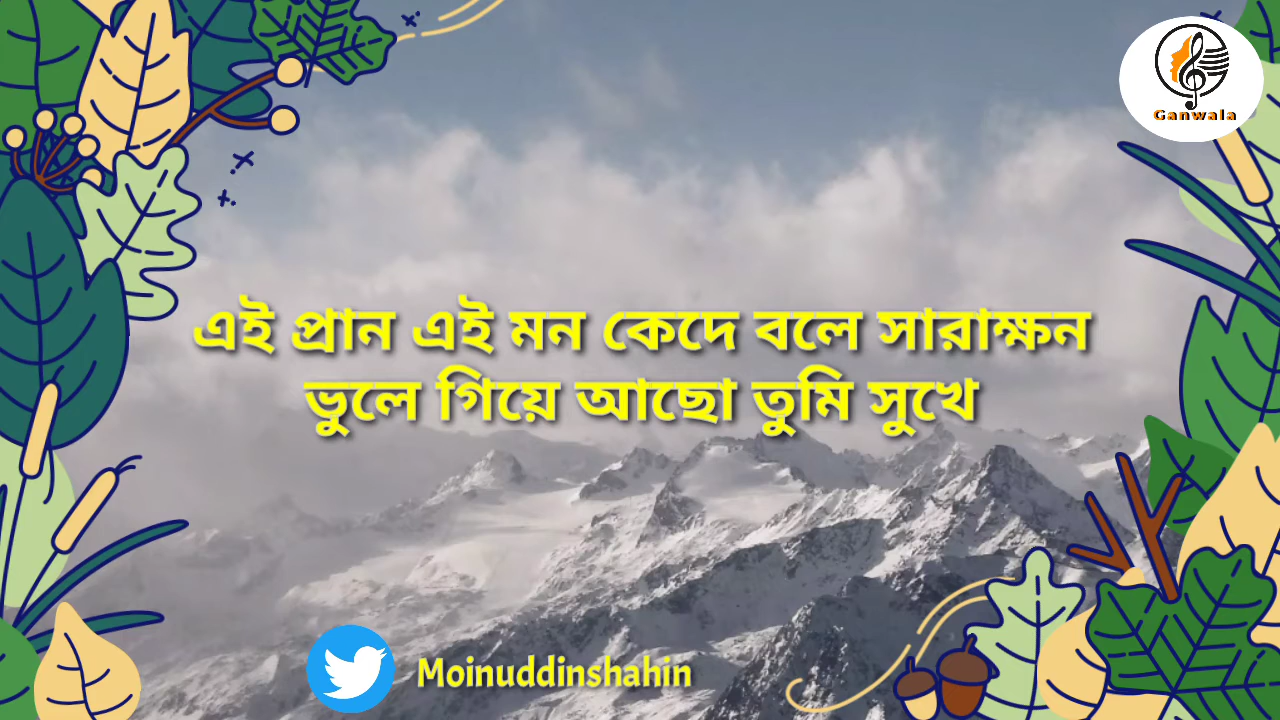 Ganwala
এই প্রান এই মন কেদে বলে সারাক্ষন
ভুলে গিয়ে আছো তুমি সুখে
Moinuddinshahin